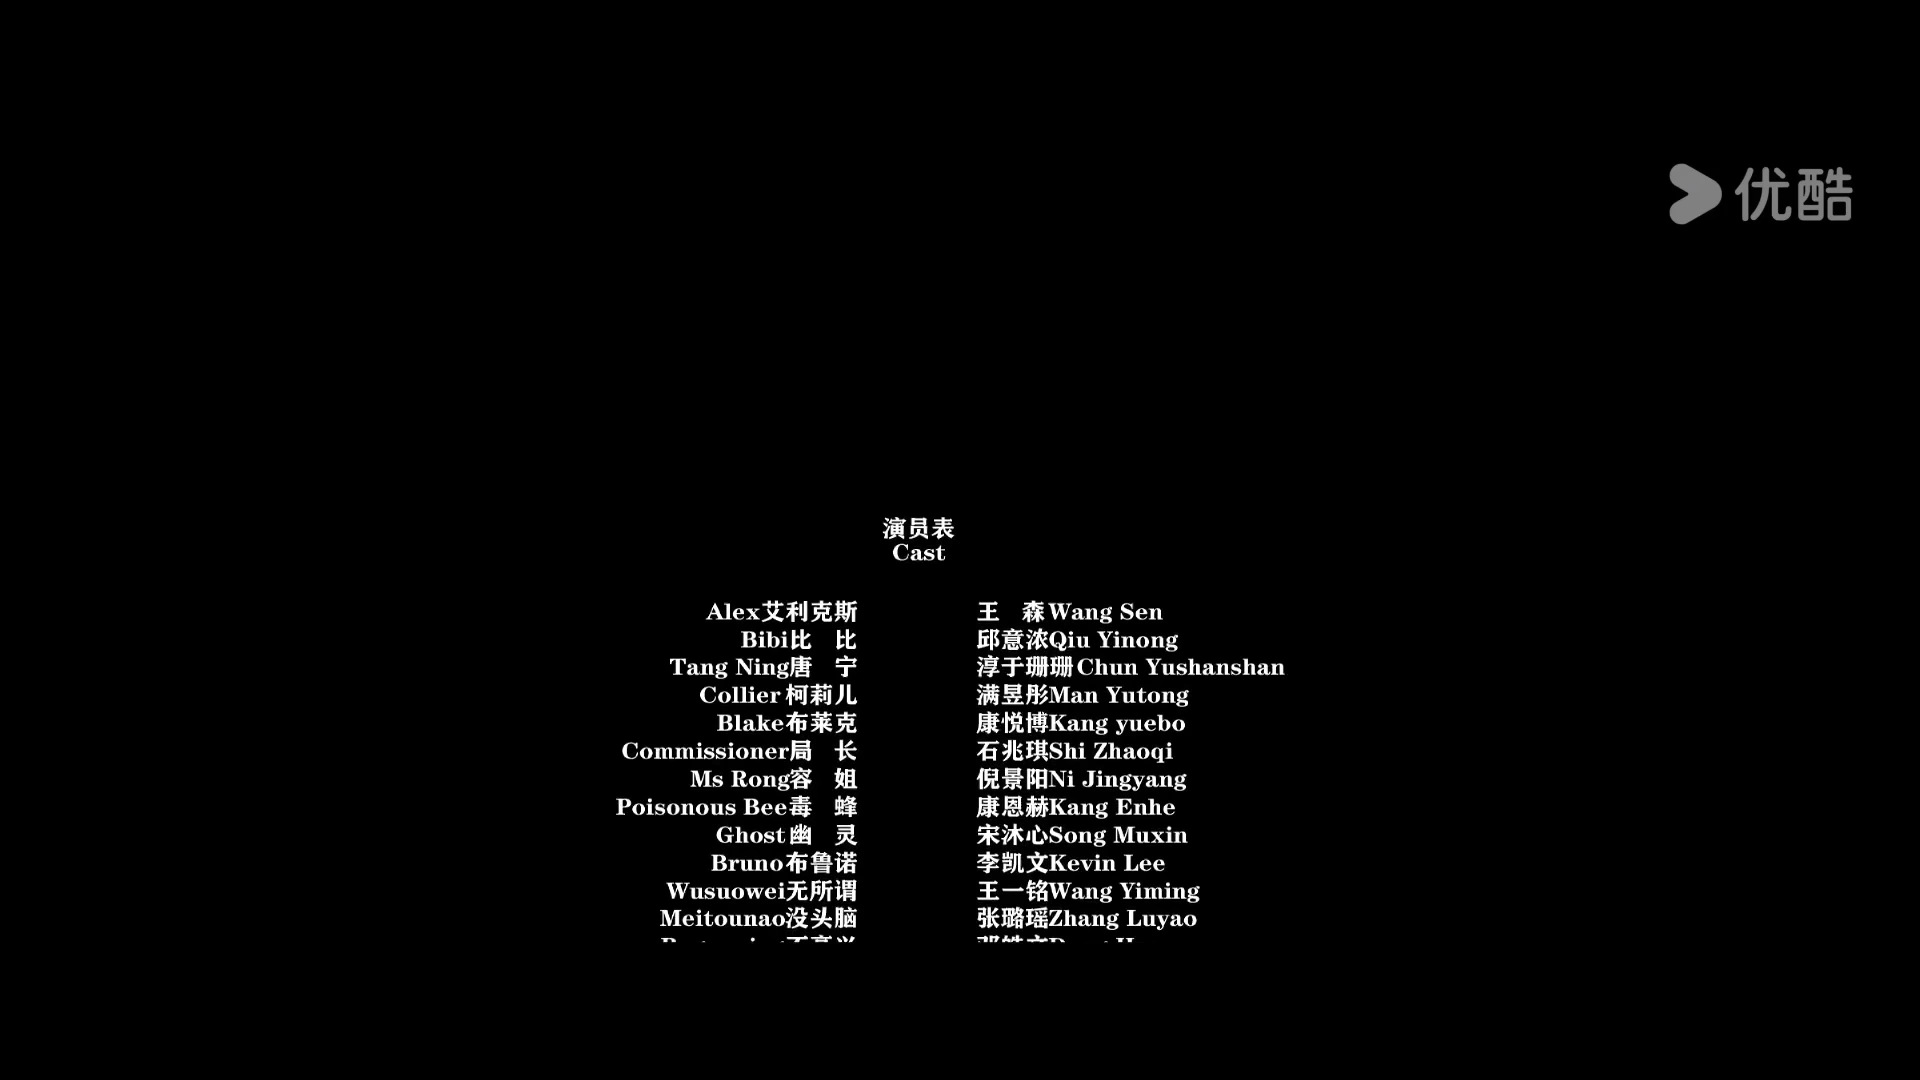 优酷
演员表
Cast
Alex艾利克斯 王 森Wang Sen
Bibi比 比 邱意浓Qiu Yinong
Tang Ning唐 宁 淳于珊珊Chun Yushanshan
Collier柯莉儿 满昱彤Man Yutong
Blake布莱克 康悦博Kang yuebo
Commissioner局 长 石兆琪Shi Zhaoqi
Ms Rong容 姐 倪景阳Ni Jingyang
Poisonous Bee毒 蜂 康恩赫Kang Enhe
Ghost幽 灵 宋沐心Song Muxin
Bruno布鲁诺 李凯文Kevin Lee
Wusuowei无所谓 王一铭Wang Yiming
Meitounao没头脑 张璐瑶Zhang Luyao